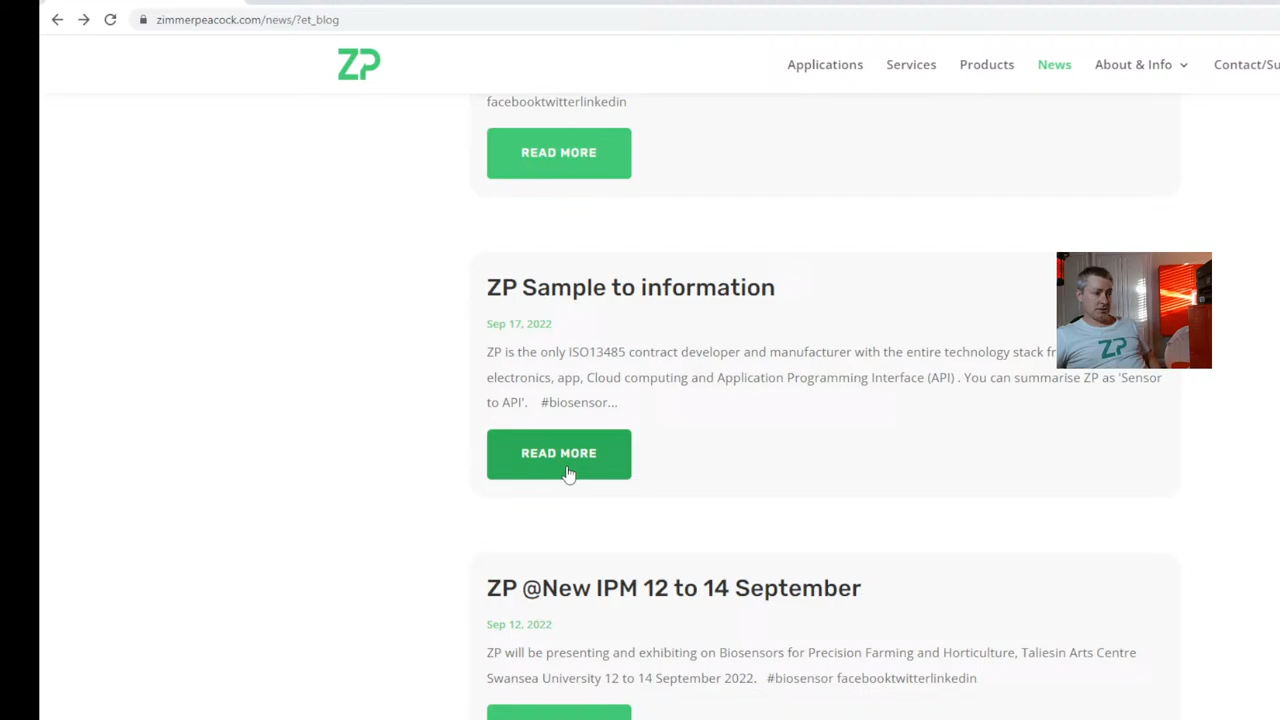 zimmerpeacock.com/news/?et_blog
ZP
Applications
Services
Products
News
About & Info
Contact/Su
facebooktwitterlinkedin
READ MORE
ZP Sample to information
Sep 17, 2022
ZP is the only ISO13485 contract developer and manufacturer with the entire technology stack fr
electronics, app, Cloud computing and Application Programming Interface (API) . You can summarise ZP as 'Sensor
to API'. #biosensor...
READ MORE
ZP
ZP @New IPM 12 to 14 September
Sep 12, 2022
ZP will be presenting and exhibiting on Biosensors for Precision Farming and Horticulture, Taliesin Arts Centre
Swansea University 12 to 14 September 2022. #biosensor facebooktwitterlinkedin